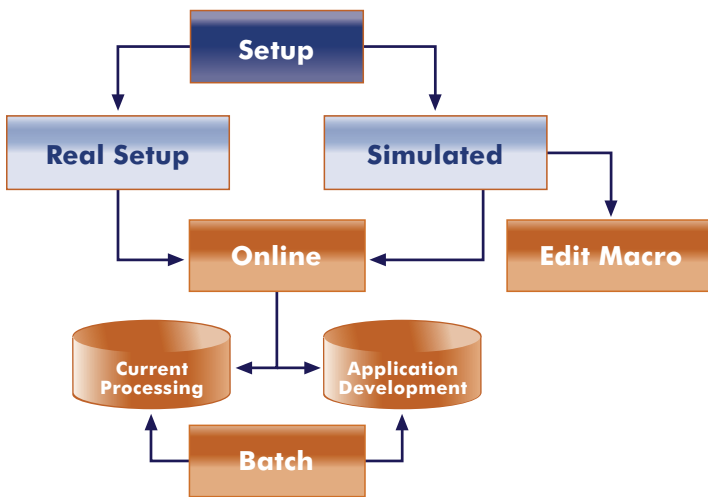 Setup
Real Setup
Simulated
Online
Edit Macro
Current
Processing
Application
Development
Batch